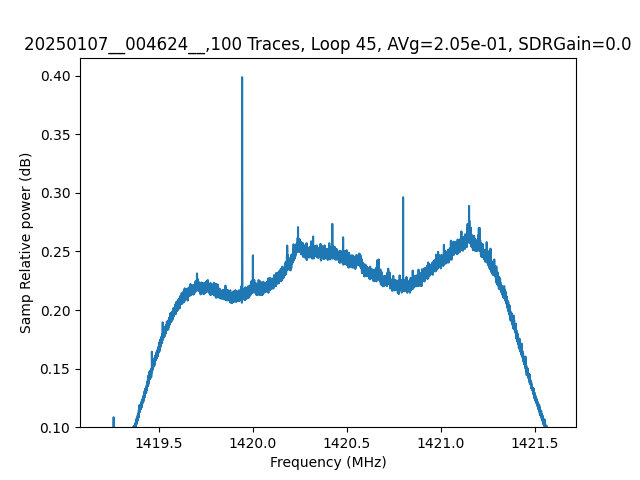 20250107__004624__,100 Traces, Loop 45, AVg=2.05e-01, SDRGain=0.0
0.40
0.35
0.30
0.25
0.20
0.15
0.10
Samp Relative power (dB)
1419.5 1420.0 1420.5 1421.0 1421.5
Frequency (MHz)